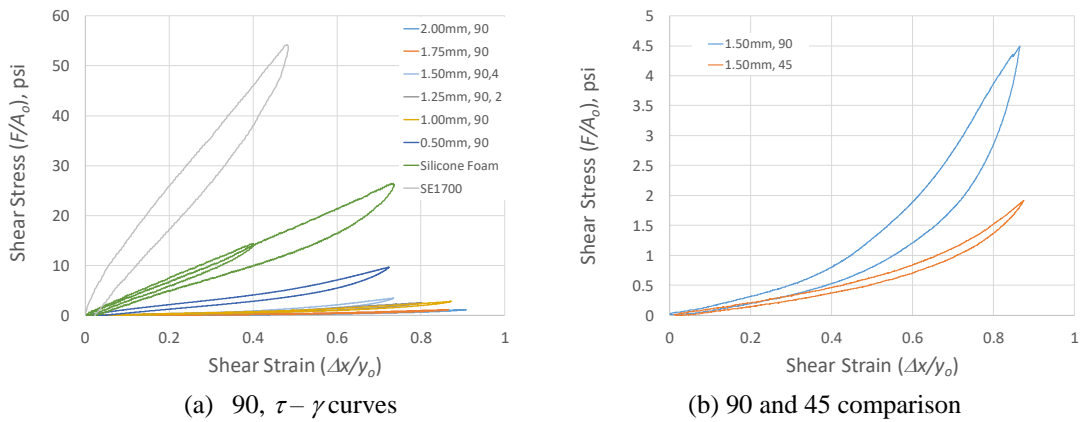 60
50
40
30
20
10
0
0
0.2
0.4
0.6
0.8
1
Shear Stress (F/Aₒ), psi
Shear Strain (Δx/yₒ)
2.00mm, 90
1.75mm, 90
1.50mm, 90,4
1.25mm, 90, 2
1.00mm, 90
0.50mm, 90
Silicone Foam
SE1700
(a) 90, τ – γ curves
5
4.5
4
3.5
3
2.5
2
1.5
1
0.5
0
0
0.2
0.4
0.6
0.8
1
Shear Stress (F/Aₒ), psi
Shear Strain (Δx/yₒ)
1.50mm, 90
1.50mm, 45
(b) 90 and 45 comparison